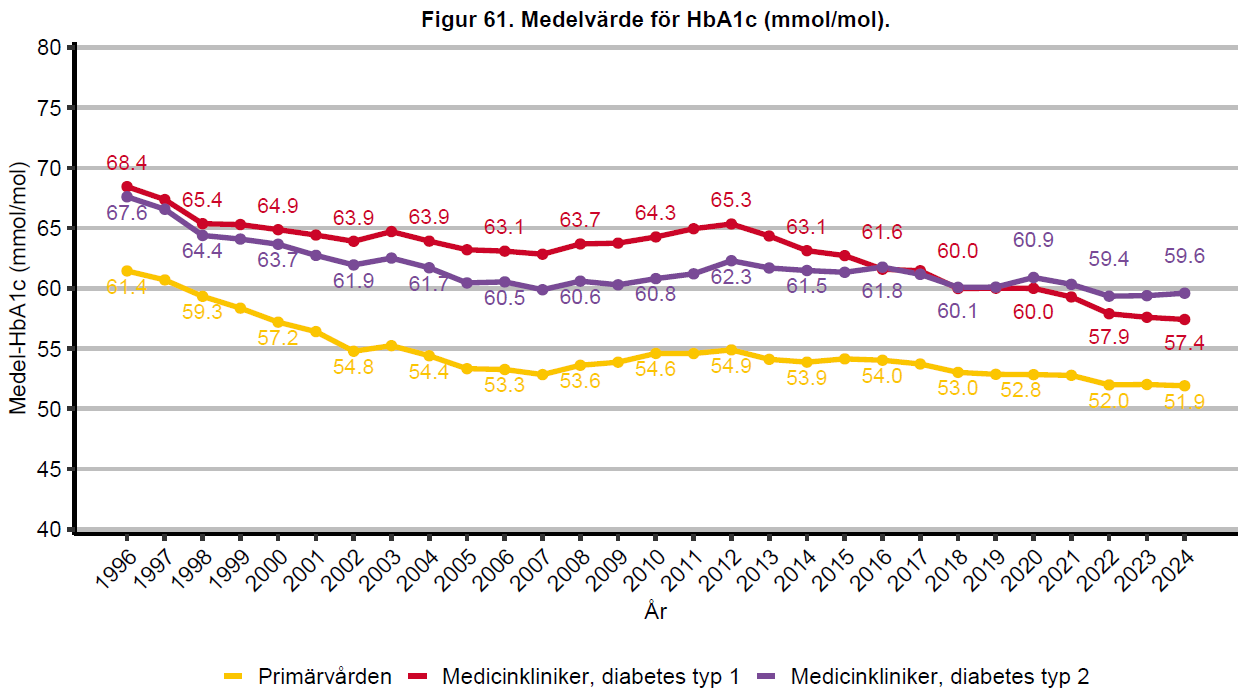 Figur 61. Medelvärde för HbA1c (mmol/mol).
Medel-HbA1c (mmol/mol)
80
75
70
65
60
55
50
45
40
68.4 65.4 64.9 63.9 63.9 63.1 63.7 64.3 65.3 63.1 61.6 60.0 60.0 57.9 57.4
67.6 64.4 63.7 61.9 61.7 60.5 60.6 60.8 62.3 61.5 61.8 60.1 60.9 59.4 59.6
61.4 59.3 57.2 54.8 54.4 53.3 53.6 54.6 54.9 53.9 54.0 53.0 52.8 52.0 51.9
1996 1997 1998 1999 2000 2001 2002 2003 2004 2005 2006 2007 2008 2009 2010 2011 2012 2013 2014 2015 2016 2017 2018 2019 2020 2021 2022 2023 2024
År
Primärvården Medicinkliniker, diabetes typ 1 Medicinkliniker, diabetes typ 2